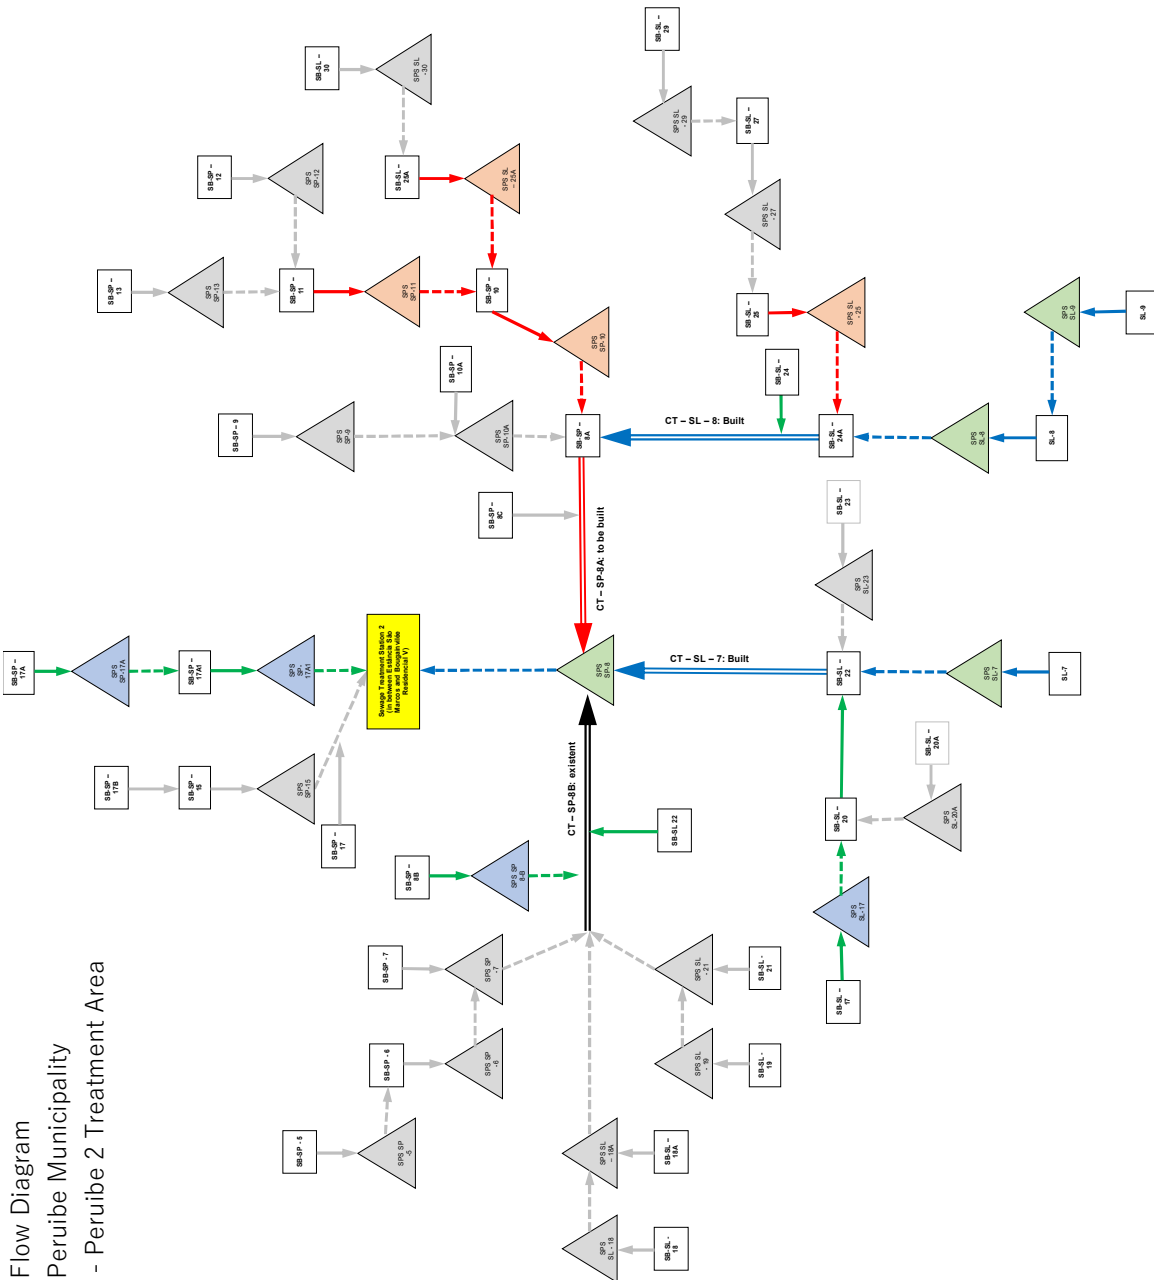 Flow Diagram
Peruibe Municipality
- Peruibe 2 Treatment Area
SB-SL –
29
SB-SL –
30
SPS SL
-30
SPS SL
- 29
SB-SL –
27
SB-SP –
12
SPS
SP-12
SB-SL –
25A
SPS SL
– 25A
SPS SL
- 27
SB-SP –
13
SPS
SP-13
SB-SP –
11
SPS
SP-11
SB-SP –
10
SB-SL –
25
SPS SL
- 25
SPS
SP- 10
SPS
SL-9
SL-9
SB-SP –
10A
SB-SL –
24
SB-SP – 9
SPS
SP-9
SPS
SP-10A
SB-SP –
8A
CT – SL – 8: Built
SB-SL –
24A
SPS
SL-8
SL-8
SB-SP –
8C
CT – SP-8A: to be built
SB-SL –
23
SPS
SL-23
SB-SP –
17A
SPS
SP-17A
SB-SP –
17A1
SPS
SP-
17A1
Sewage Treatment Station 2
(in between Estância São
Marcos and Bougainvilée
Residencial V)
SPS
SP-8
CT – SL – 7: Built
SB-SL –
22
SPS
SL-7
SL-7
SB-SP –
17B
SB-SP –
15
SPS
SP-15
SB-SP –
17
CT – SP-8B: existent
SB-SL 22
SB-SL –
20
SB-SL –
20A
SPS
SL-20A
SB-SP –
8B
SPS SP
8-B
SPS
SL-17
SB-SL –
17
SB-SP - 7
SPS SP
- 7
SPS SL
- 21
SB-SL -
21
SB-SP - 6
SPS SP
-6
SPS SL
- 19
SB-SL -
19
SB-SP - 5
SPS SP
-5
SPS SL
– 18A
SB-SL –
18A
SPS
SL - 18
SB-SL -
18